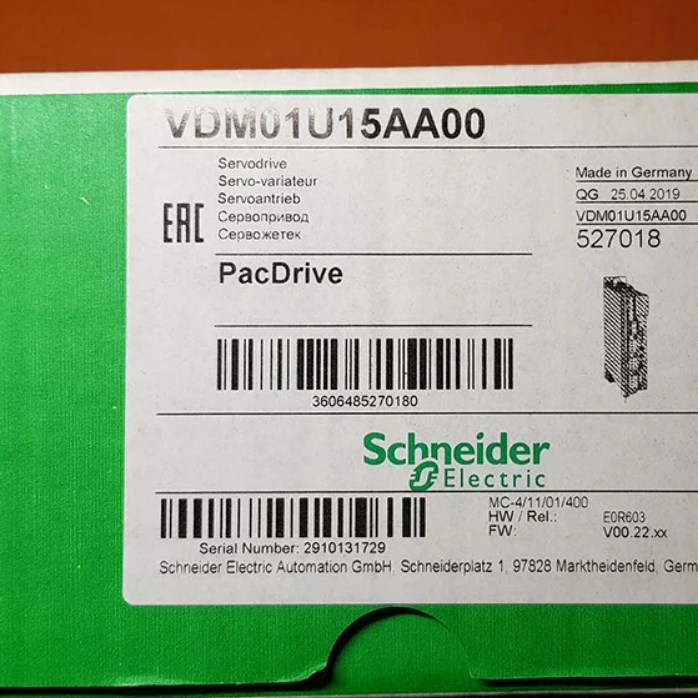 VDM01U15AA00
Servodrive
Servo-variateur
Servoantrieb
Сервопривод
Сервожетек
EAC
PacDrive
3606485270180
Made in Germany
QG 25.04.2019
VDM01U15AA00
527018
Schneider
Electric
MC-4/11/01/400
HW / Rel.: E0R603
FW: V00.22.xx
Serial Number: 2910131729
Schneider Electric Automation GmbH, Schneiderplatz 1, 97828 Marktheidenfeld, Germ